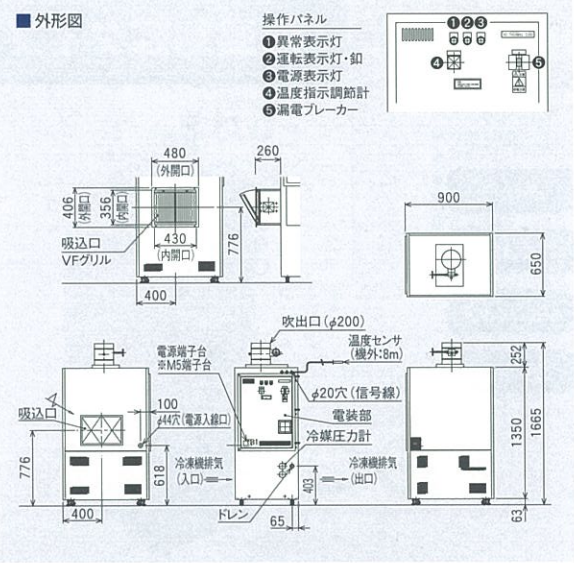 ■外形図
操作パネル
❶異常表示灯
❷運転表示灯・釦
❸電源表示灯
❹温度指示調節計
❺漏電ブレーカー
❶❷❸
❹
❺
480
(外開口)
260
406
(外開口)
356
(内開口)
430
(内開口)
吸込口
VFグリル
776
400
900
650
吹出口(φ200)
電源端子台
※M5端子台
温度センサ
(機外:8m)
252
吸込口
100
φ44穴(電源入線口)
φ20穴(信号線)
電装部
冷媒圧力計
TB1
1350
1665
776
618
冷凍機排気
(入口)
403
冷凍機排気
(出口)
400
ドレン
65
63